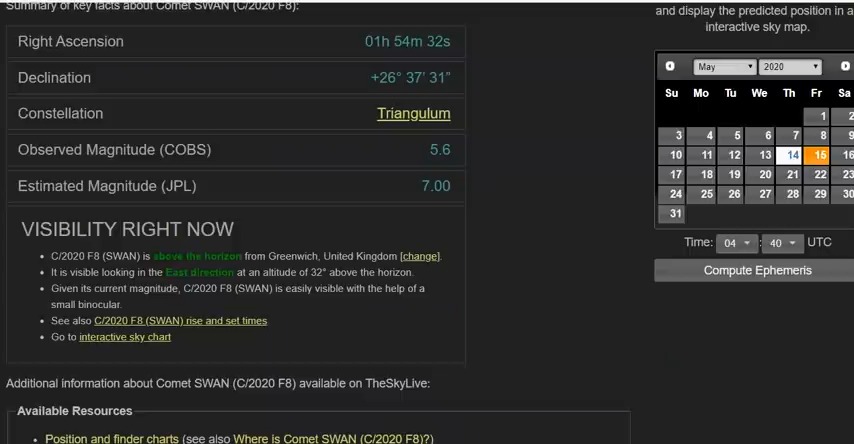 Summary of key facts about Comet SWAN (C/2020 F8):
Right Ascension 01h 54m 32s
Declination +26° 37' 31”
Constellation Triangulum
Observed Magnitude (COBS) 5.6
Estimated Magnitude (JPL) 7.00
VISIBILITY RIGHT NOW
• C/2020 F8 (SWAN) is above the horizon from Greenwich, United Kingdom [change].
• It is visible looking in the East direction at an altitude of 32° above the horizon.
• Given its current magnitude, C/2020 F8 (SWAN) is easily visible with the help of a
small binocular.
• See also C/2020 F8 (SWAN) rise and set times
• Go to interactive sky chart
Additional information about Comet SWAN (C/2020 F8) available on TheSkyLive:
Available Resources
• Position and finder charts (see also Where is Comet SWAN (C/2020 F8)?)
and display the predicted position in a
interactive sky map.
May 2020
Su Mo Tu We Th Fr Sa
1 2
3 4 5 6 7 8 9
10 11 12 13 14 15 16
17 18 19 20 21 22 23
24 25 26 27 28 29 30
31
Time: 04 : 40 UTC
Compute Ephemeris